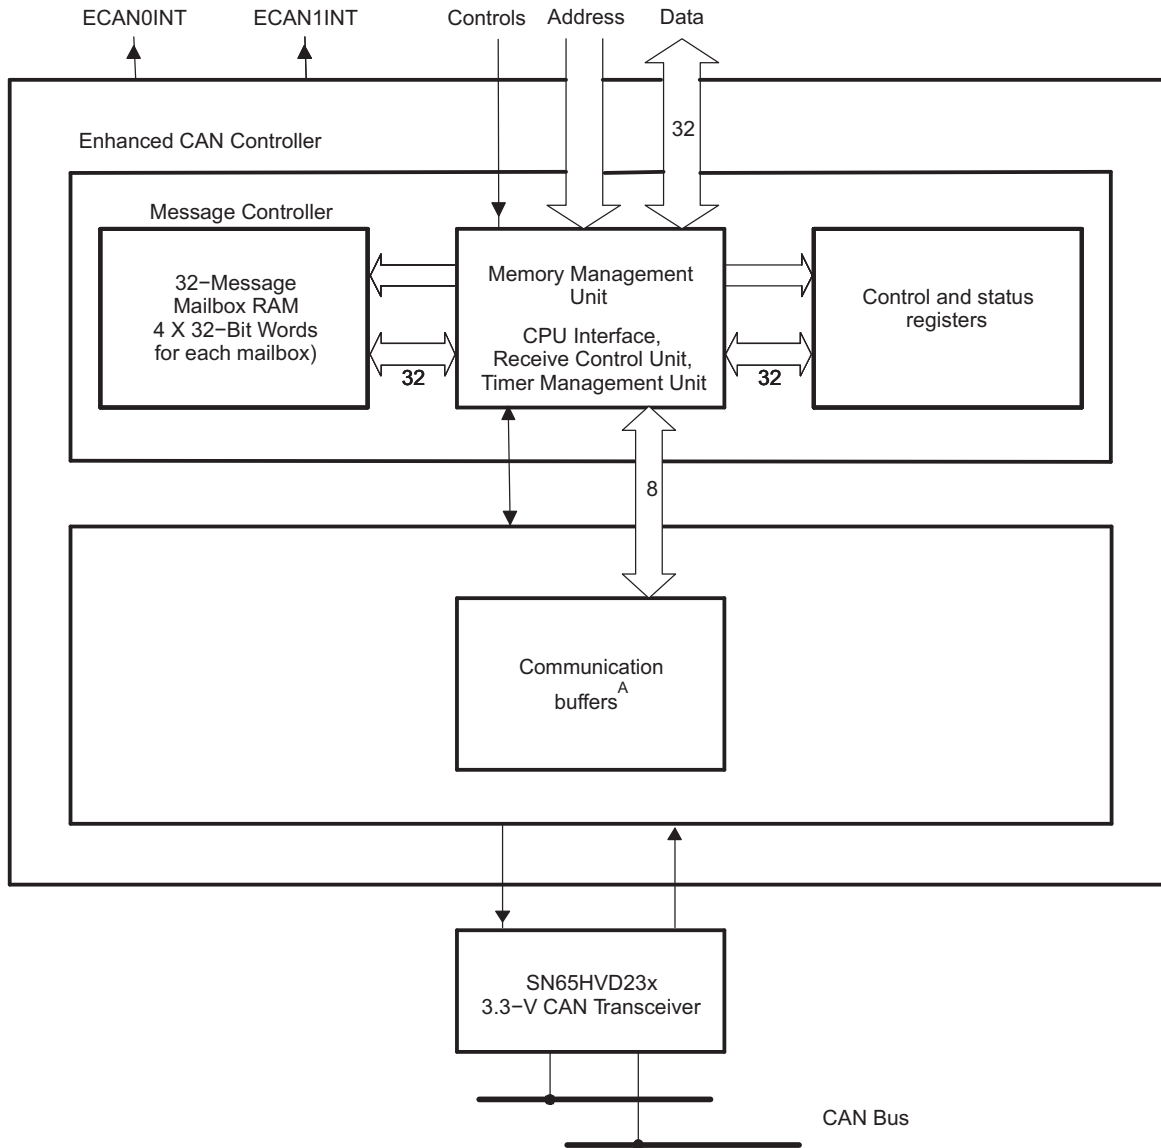 ECAN0INT
ECAN1INT
Controls
Address
Data
32
Enhanced CAN Controller
Message Controller
32−Message
Mailbox RAM
4 X 32−Bit Words
for each mailbox)
32
Memory Management
Unit
CPU Interface,
Receive Control Unit,
Timer Management Unit
32
Control and status
registers
8
Communication
buffersA
SN65HVD23x
3.3−V CAN Transceiver
CAN Bus